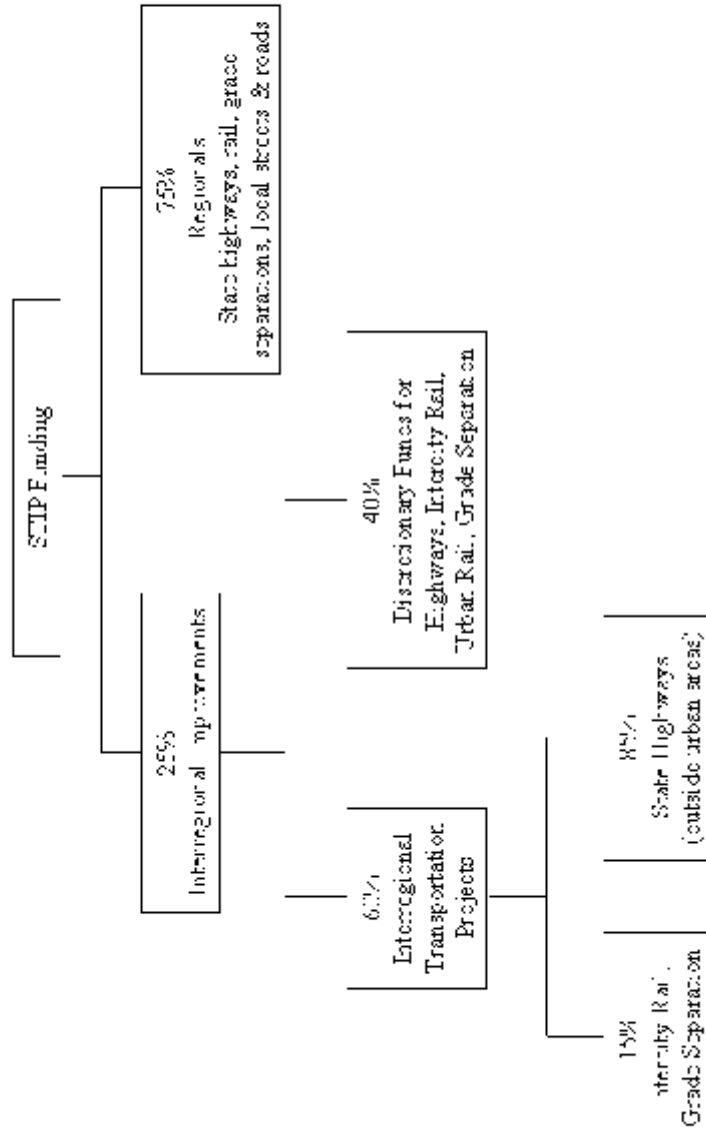 STIP Funding
25%
Interregional Improvements
75%
Regionals
State highways, rail, grade
separations, local streets & roads
60%
Interregional
Transportation
Projects
40%
Discretionary Funds for
Highways, Intercity Rail,
Urban Rail, Grade Separation
15%
Intercity Rail,
Grade Separation
85%
State Highways
(outside urban areas)